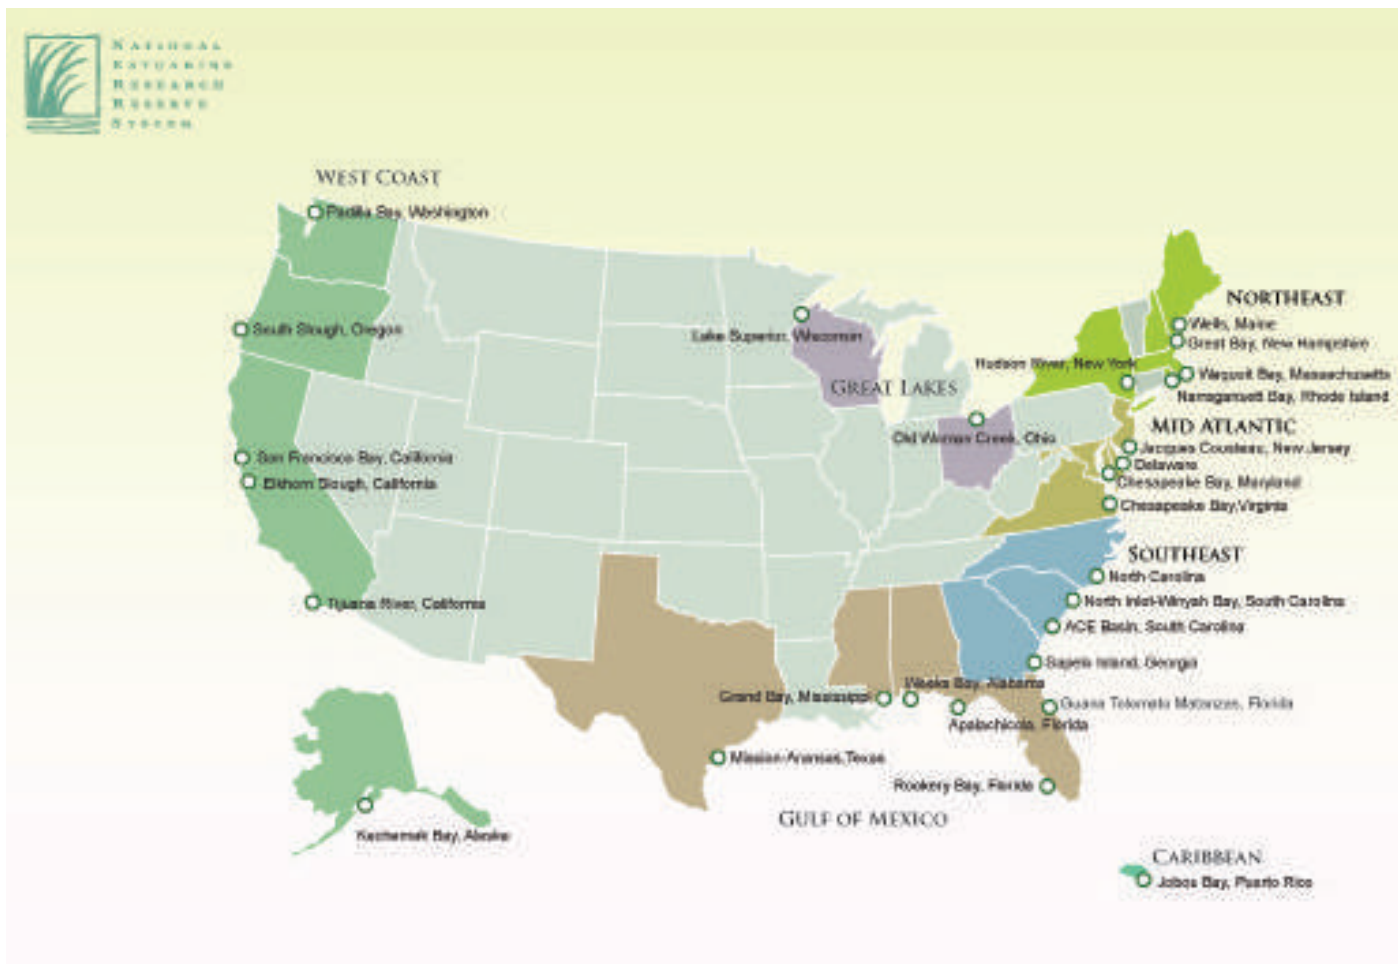 NATIONAL
ESTUARINE
RESEARCH
RESERVE
SYSTEM
WEST COAST
Padilla Bay, Washington
South Slough, Oregon
San Francisco Bay, California
Elkhorn Slough, California
Tijuana River, California
Kachemak Bay, Alaska
Lake Superior, Wisconsin
GREAT LAKES
Old Woman Creek, Ohio
NORTHEAST
Wells, Maine
Great Bay, New Hampshire
Hudson River, New York
Waquoit Bay, Massachusetts
Narragansett Bay, Rhode Island
MID ATLANTIC
Jacques Cousteau, New Jersey
Delaware
Chesapeake Bay, Maryland
Chesapeake Bay, Virginia
SOUTHEAST
North Carolina
North Inlet-Winyah Bay, South Carolina
ACE Basin, South Carolina
Sapelo Island, Georgia
Guana Tolomato Matanzas, Florida
Weeks Bay, Alabama
Grand Bay, Mississippi
Apalachicola, Florida
Mission-Aransas, Texas
Rookery Bay, Florida
GULF OF MEXICO
CARIBBEAN
Jobos Bay, Puerto Rico